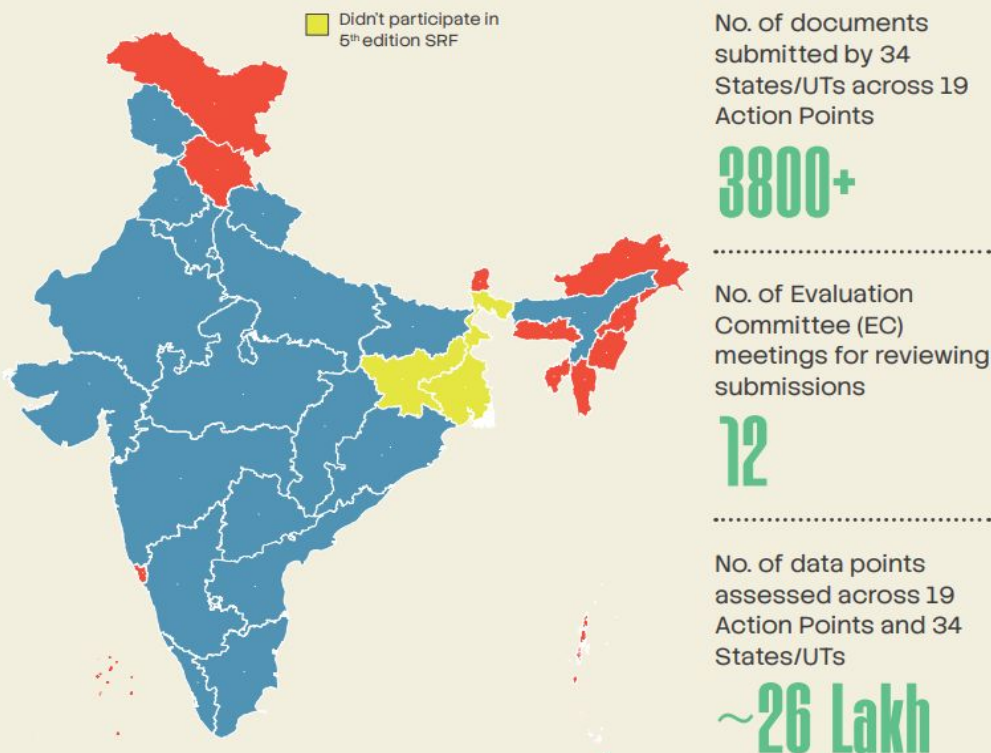 Didn't participate in
5th edition SRF
No. of documents
submitted by 34
States/UTs across 19
Action Points
3800+
No. of Evaluation
Committee (EC)
meetings for reviewing
submissions
12
No. of data points
assessed across 19
Action Points and 34
States/UTs
~26 Lakh